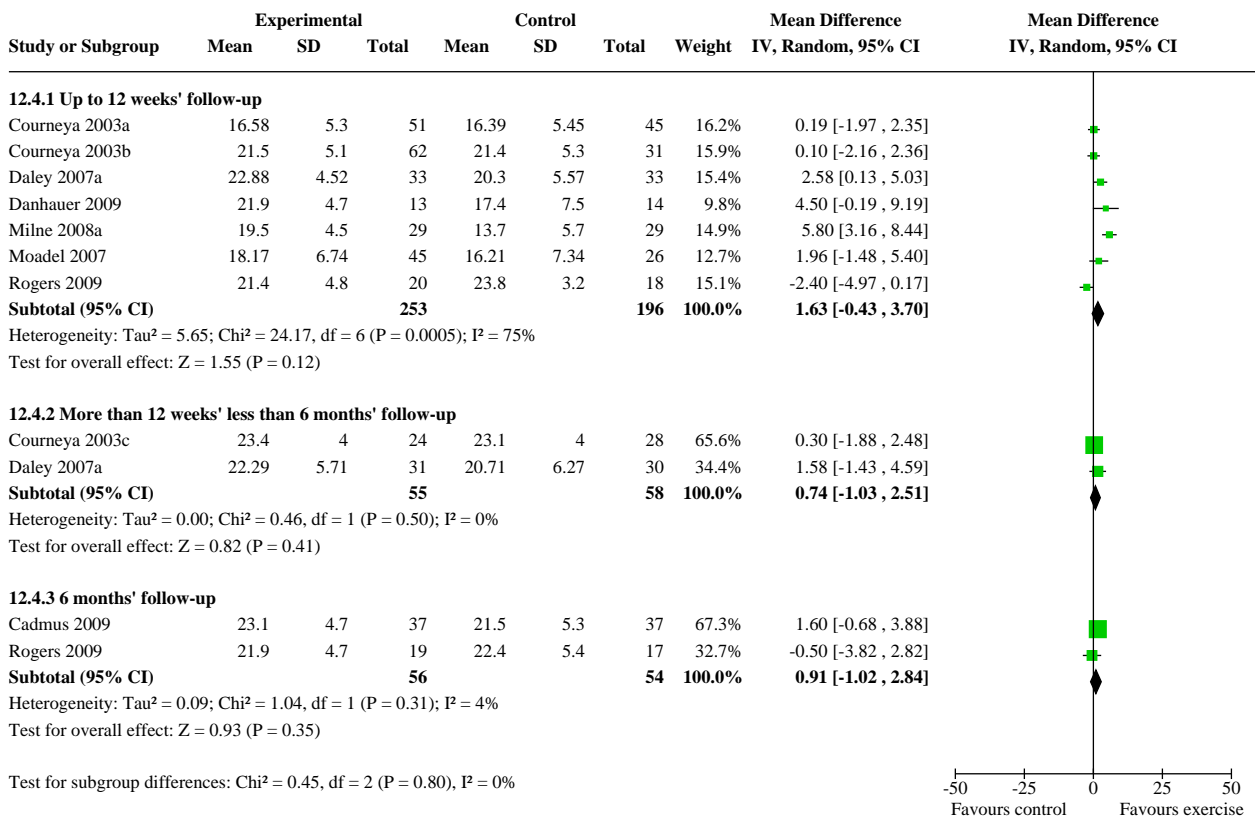 Experimental Control Mean Difference Mean Difference
Study or Subgroup Mean SD Total Mean SD Total Weight IV, Random, 95% CI IV, Random, 95% CI
12.4.1 Up to 12 weeks' follow-up
Courneya 2003a 16.58 5.3 51 16.39 5.45 45 16.2% 0.19 [-1.97 , 2.35]
Courneya 2003b 21.5 5.1 62 21.4 5.3 31 15.9% 0.10 [-2.16 , 2.36]
Daley 2007a 22.88 4.52 33 20.3 5.57 33 15.4% 2.58 [0.13 , 5.03]
Danhauer 2009 21.9 4.7 13 17.4 7.5 14 9.8% 4.50 [-0.19 , 9.19]
Milne 2008a 19.5 4.5 29 13.7 5.7 29 14.9% 5.80 [3.16 , 8.44]
Moadel 2007 18.17 6.74 45 16.21 7.34 26 12.7% 1.96 [-1.48 , 5.40]
Rogers 2009 21.4 4.8 20 23.8 3.2 18 15.1% -2.40 [-4.97 , 0.17]
Subtotal (95% CI) 253 196 100.0% 1.63 [-0.43 , 3.70]
Heterogeneity: Tau² = 5.65; Chi² = 24.17, df = 6 (P = 0.0005); I² = 75%
Test for overall effect: Z = 1.55 (P = 0.12)
12.4.2 More than 12 weeks' less than 6 months' follow-up
Courneya 2003c 23.4 4 24 23.1 4 28 65.6% 0.30 [-1.88 , 2.48]
Daley 2007a 22.29 5.71 31 20.71 6.27 30 34.4% 1.58 [-1.43 , 4.59]
Subtotal (95% CI) 55 58 100.0% 0.74 [-1.03 , 2.51]
Heterogeneity: Tau² = 0.00; Chi² = 0.46, df = 1 (P = 0.50); I² = 0%
Test for overall effect: Z = 0.82 (P = 0.41)
12.4.3 6 months' follow-up
Cadmus 2009 23.1 4.7 37 21.5 5.3 37 67.3% 1.60 [-0.68 , 3.88]
Rogers 2009 21.9 4.7 19 22.4 5.4 17 32.7% -0.50 [-3.82 , 2.82]
Subtotal (95% CI) 56 54 100.0% 0.91 [-1.02 , 2.84]
Heterogeneity: Tau² = 0.09; Chi² = 1.04, df = 1 (P = 0.31); I² = 4%
Test for overall effect: Z = 0.93 (P = 0.35)
Test for subgroup differences: Chi² = 0.45, df = 2 (P = 0.80), I² = 0%
-50 -25 0 25 50
Favours control Favours exercise